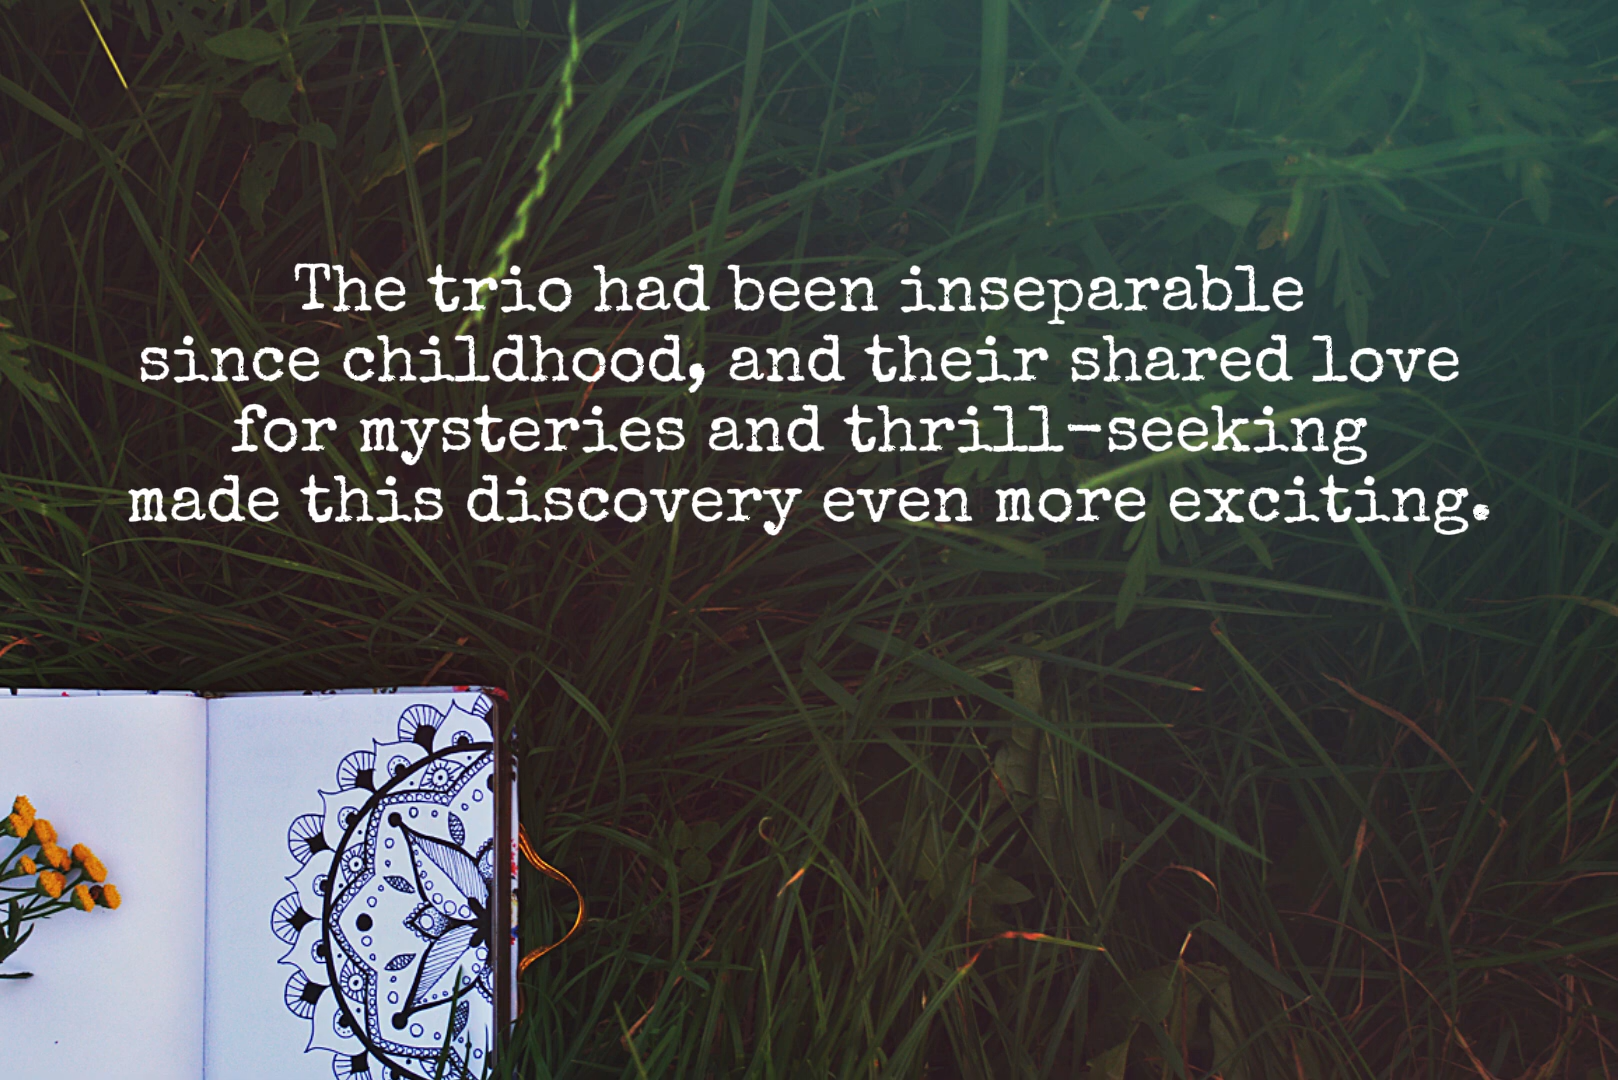 The trio had been inseparable
since childhood, and their shared love
for mysteries and thrill-seeking
made this discovery even more exciting.